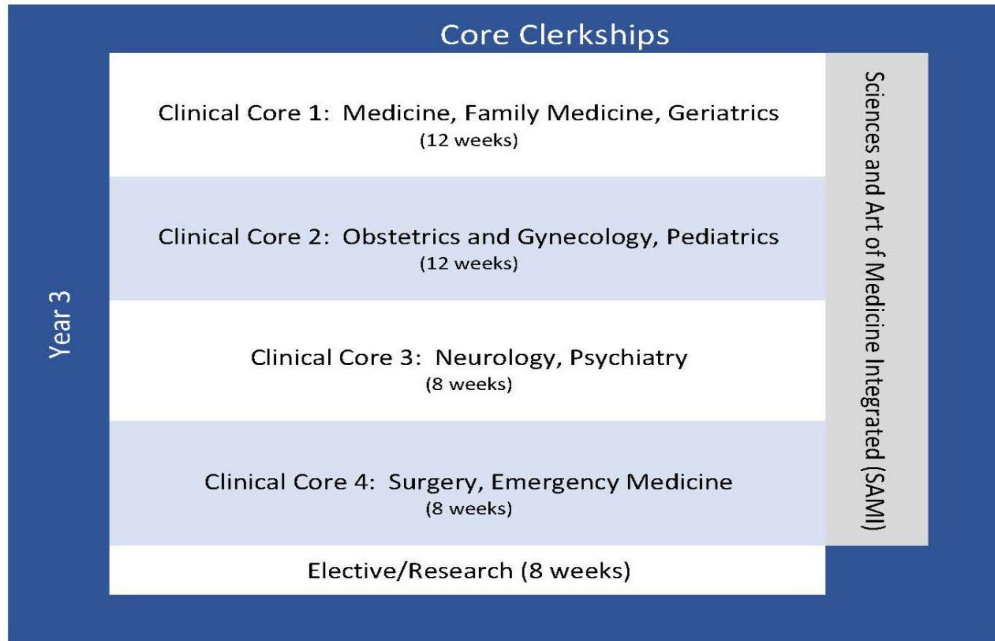 Core Clerkships
Year 3
Clinical Core 1:  Medicine, Family Medicine, Geriatrics
(12 weeks)
Clinical Core 2:  Obstetrics and Gynecology, Pediatrics
(12 weeks)
Clinical Core 3:  Neurology, Psychiatry
(8 weeks)
Clinical Core 4:  Surgery, Emergency Medicine
(8 weeks)
Elective/Research (8 weeks)
Sciences and Art of Medicine Integrated (SAMI)